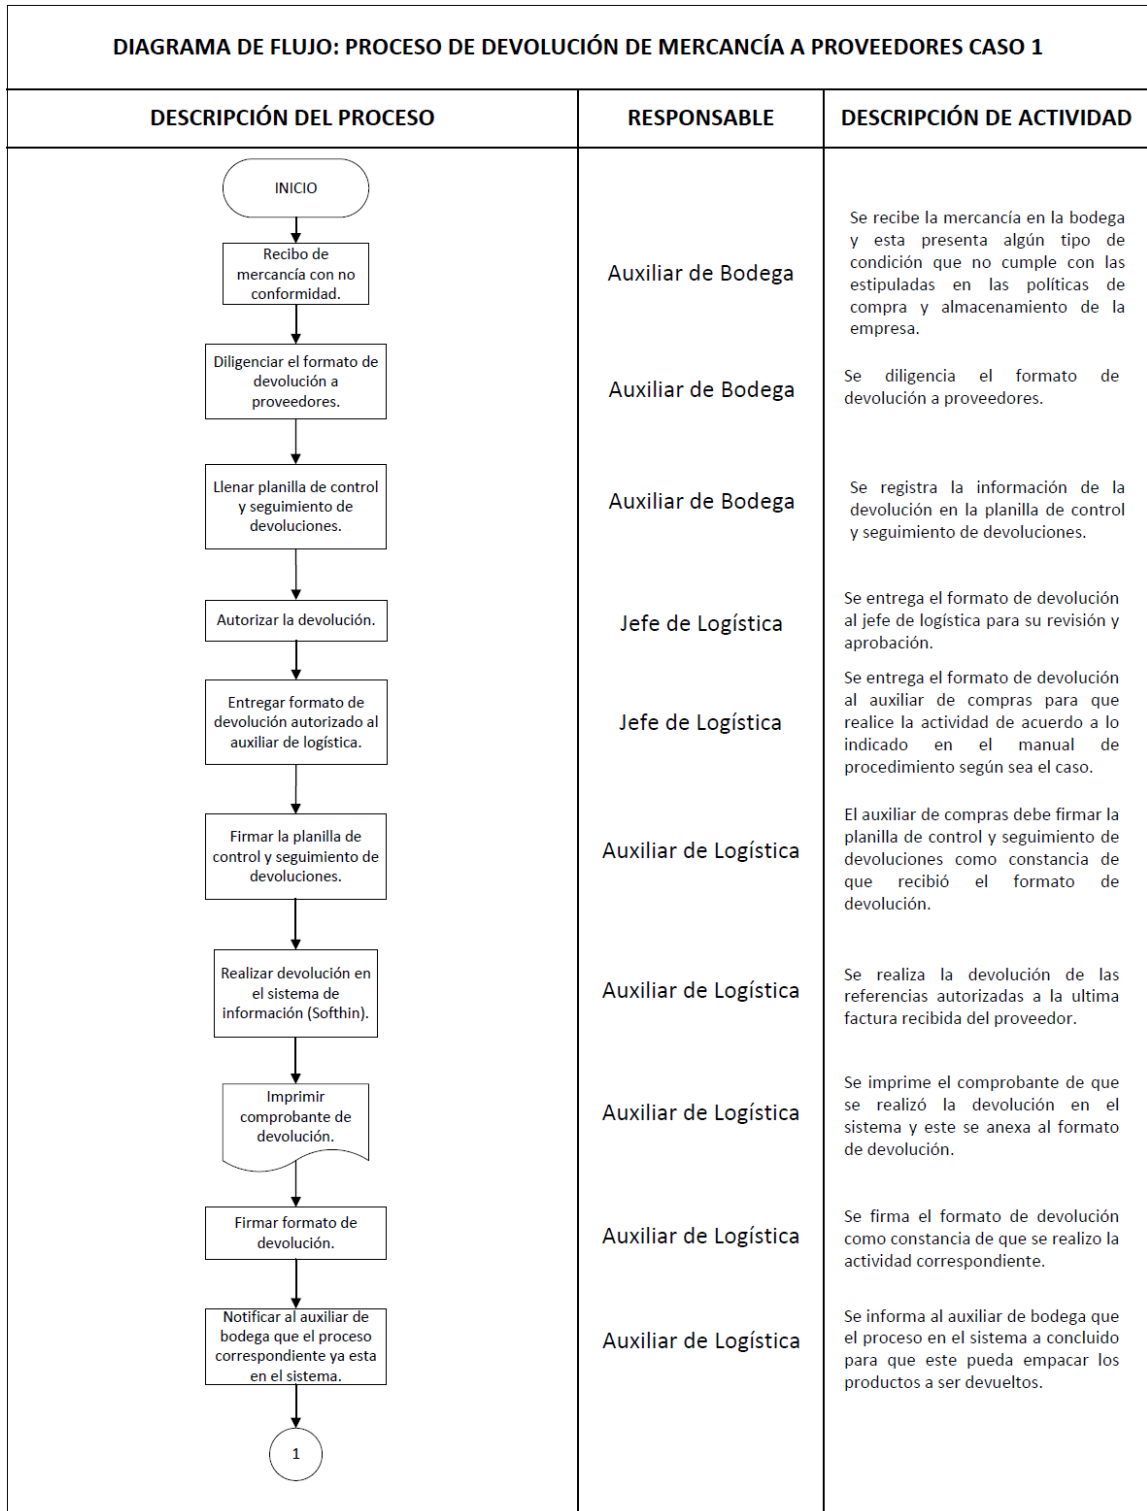 DIAGRAMA DE FLUJO: PROCESO DE DEVOLUCIÓN DE MERCANCÍA A PROVEEDORES CASO 1
DESCRIPCIÓN DEL PROCESO
RESPONSABLE
DESCRIPCIÓN DE ACTIVIDAD
INICIO
Recibo de
mercancía con no
conformidad.
Auxiliar de Bodega
Se recibe la mercancía en la bodega
y esta presenta algún tipo de
condición que no cumple con las
estipuladas en las políticas de
compra y almacenamiento de la
empresa.
Diligenciar el formato de
devolución a
proveedores.
Auxiliar de Bodega
Se diligencia el formato de
devolución a proveedores.
Llenar planilla de control
y seguimiento de
devoluciones.
Auxiliar de Bodega
Se registra la información de la
devolución en la planilla de control
y seguimiento de devoluciones.
Autorizar la devolución.
Jefe de Logística
Se entrega el formato de devolución
al jefe de logística para su revisión y
aprobación.
Entregar formato de
devolución autorizado al
auxiliar de logística.
Jefe de Logística
Se entrega el formato de devolución
al auxiliar de compras para que
realice la actividad de acuerdo a lo
indicado en el manual de
procedimiento según sea el caso.
Firmar la planilla de
control y seguimiento de
devoluciones.
Auxiliar de Logística
El auxiliar de compras debe firmar la
planilla de control y seguimiento de
devoluciones como constancia de
que recibió el formato de
devolución.
Realizar devolución en
el sistema de
información (Softhin).
Auxiliar de Logística
Se realiza la devolución de las
referencias autorizadas a la ultima
factura recibida del proveedor.
Imprimir
comprobante de
devolución.
Auxiliar de Logística
Se imprime el comprobante de que
se realizó la devolución en el
sistema y este se anexa al formato
de devolución.
Firmar formato de
devolución.
Auxiliar de Logística
Se firma el formato de devolución
como constancia de que se realizo la
actividad correspondiente.
Notificar al auxiliar de
bodega que el proceso
correspondiente ya esta
en el sistema.
Auxiliar de Logística
Se informa al auxiliar de bodega que
el proceso en el sistema a concluido
para que este pueda empacar los
productos a ser devueltos.
1